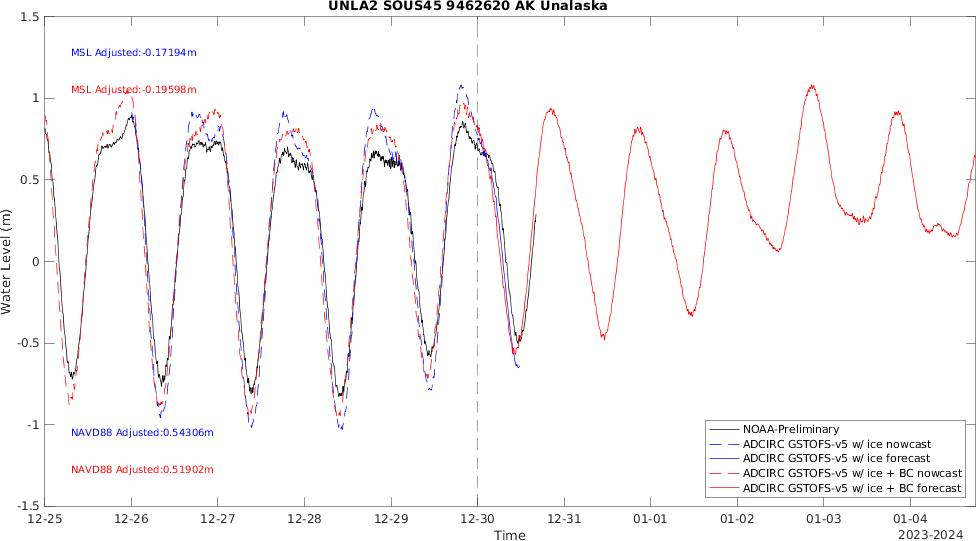 UNLA2 SOUS45 9462620 AK Unalaska
1.5
1
0.5
0
-0.5
-1
-1.5
Water Level (m)
MSL Adjusted:-0.17194m
MSL Adjusted:-0.19598m
NAVD88 Adjusted:0.54306m
NAVD88 Adjusted:0.51902m
NOAA-Preliminary
ADCIRC GSTOFS-v5 w/ ice nowcast
ADCIRC GSTOFS-v5 w/ ice forecast
ADCIRC GSTOFS-v5 w/ ice + BC nowcast
ADCIRC GSTOFS-v5 w/ ice + BC forecast
12-25 12-26 12-27 12-28 12-29 12-30 12-31 01-01 01-02 01-03 01-04
Time
2023-2024